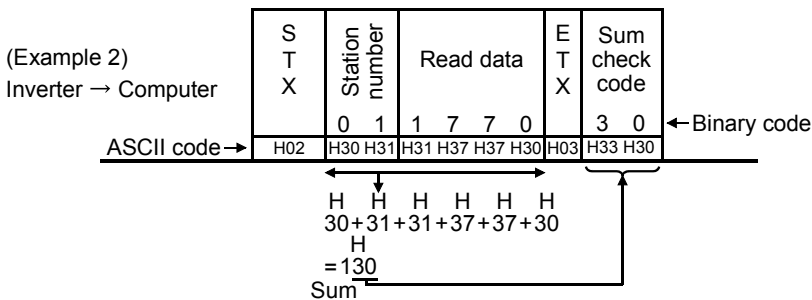 (Example 2)
Inverter → Computer
STX
Station number
Read data
ETX
Sum check code
0 1 1 7 7 0 3 0 ←Binary code
ASCII code→ H02 H30 H31 H31 H37 H37 H30 H03 H33 H30
H H H H H H
30+31+31+37+37+30
H
=130
Sum